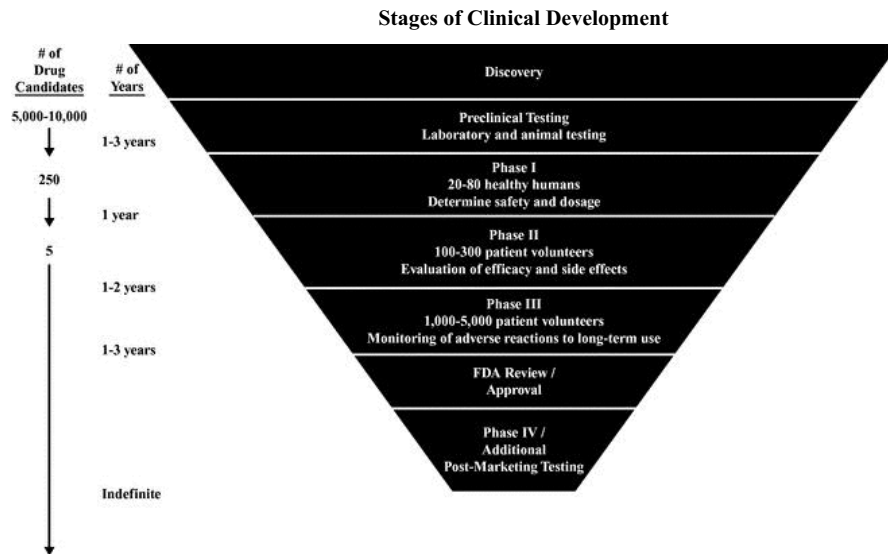 Stages of Clinical Development
# of
Drug
Candidates
# of
Years
5,000-10,000
1-3 years
250
1 year
5
1-2 years
1-3 years
Indefinite
Discovery
Preclinical Testing
Laboratory and animal testing
Phase I
20-80 healthy humans
Determine safety and dosage
Phase II
100-300 patient volunteers
Evaluation of efficacy and side effects
Phase III
1,000-5,000 patient volunteers
Monitoring of adverse reactions to long-term use
FDA Review /
Approval
Phase IV /
Additional
Post-Marketing Testing